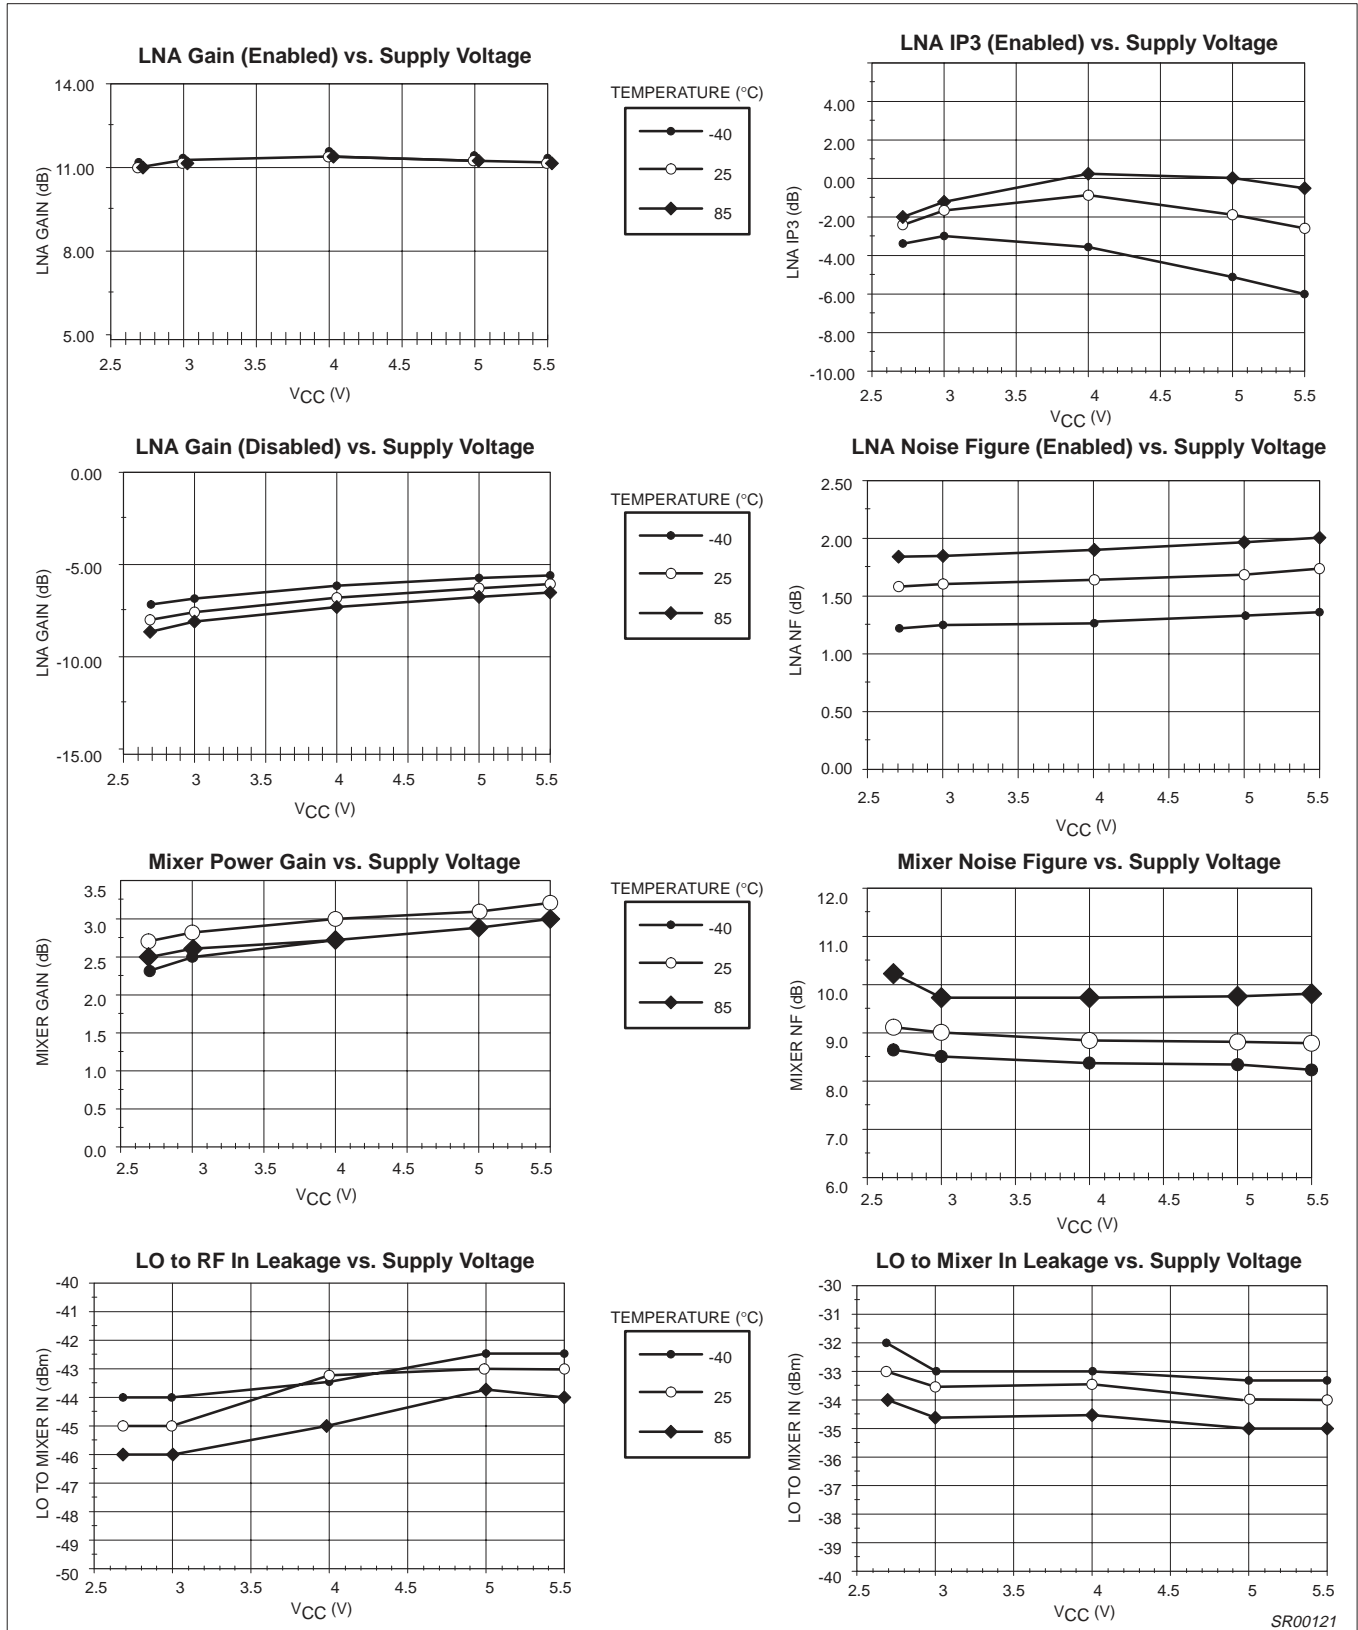 LNA Gain (Enabled) vs. Supply Voltage
14.00
11.00
8.00
5.00
LNA GAIN (dB)
2.5 3 3.5 4 4.5 5 5.5
VCC (V)
TEMPERATURE (°C)
-40
25
85
LNA IP3 (Enabled) vs. Supply Voltage
4.00
2.00
0.00
-2.00
-4.00
-6.00
-8.00
-10.00
LNA IP3 (dB)
2.5 3 3.5 4 4.5 5 5.5
VCC (V)
LNA Gain (Disabled) vs. Supply Voltage
0.00
-5.00
-10.00
-15.00
LNA GAIN (dB)
2.5 3 3.5 4 4.5 5 5.5
VCC (V)
TEMPERATURE (°C)
-40
25
85
LNA Noise Figure (Enabled) vs. Supply Voltage
2.50
2.00
1.50
1.00
0.50
0.00
LNA NF (dB)
2.5 3 3.5 4 4.5 5 5.5
VCC (V)
Mixer Power Gain vs. Supply Voltage
3.5
3.0
2.5
2.0
1.5
1.0
0.5
0.0
MIXER GAIN (dB)
2.5 3 3.5 4 4.5 5 5.5
VCC (V)
TEMPERATURE (°C)
-40
25
85
Mixer Noise Figure vs. Supply Voltage
12.0
11.0
10.0
9.0
8.0
7.0
6.0
MIXER NF (dB)
2.5 3 3.5 4 4.5 5 5.5
VCC (V)
LO to RF In Leakage vs. Supply Voltage
-40
-41
-42
-43
-44
-45
-46
-47
-48
-49
-50
LO TO MIXER IN (dBm)
2.5 3 3.5 4 4.5 5 5.5
VCC (V)
TEMPERATURE (°C)
-40
25
85
LO to Mixer In Leakage vs. Supply Voltage
-30
-31
-32
-33
-34
-35
-36
-37
-38
-39
-40
LO TO MIXER IN (dBm)
2.5 3 3.5 4 4.5 5 5.5
VCC (V)
SR00121